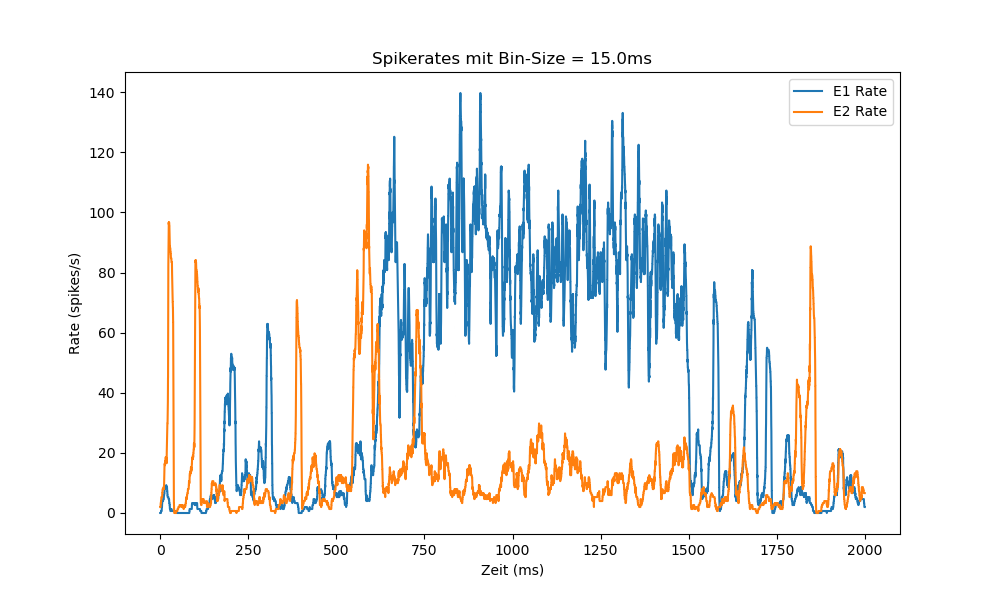 Spikerates mit Bin-Size = 15.0ms
E1 Rate
E2 Rate
140
120
100
80
60
40
20
0
Rate (spikes/s)
0 250 500 750 1000 1250 1500 1750 2000
Zeit (ms)